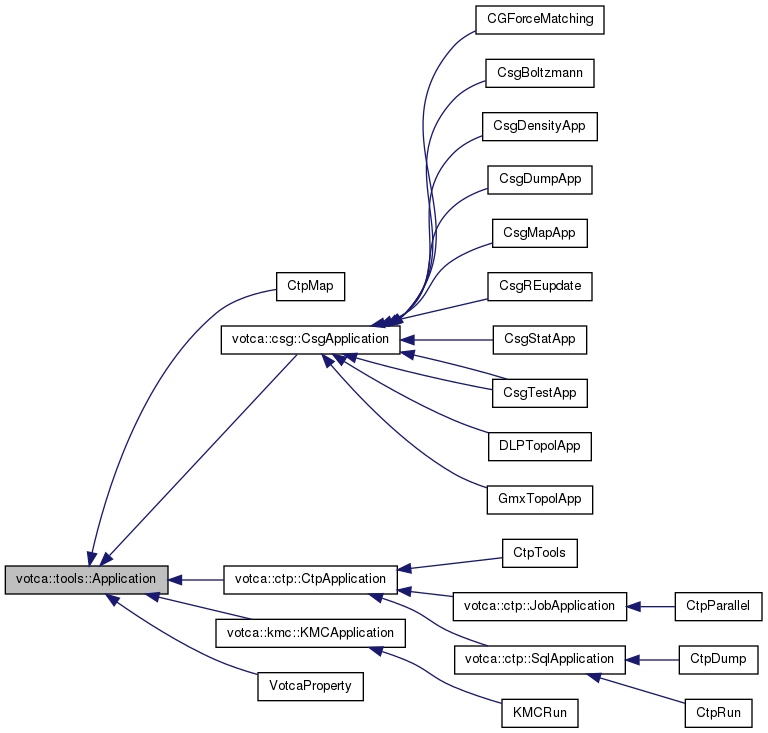 CGForceMatching
CsgBoltzmann
CsgDensityApp
CsgDumpApp
CsgMapApp
CtpMap
CsgREupdate
votca::csg::CsgApplication
CsgStatApp
CsgTestApp
DLPTopolApp
GmxTopolApp
CtpTools
votca::tools::Application
votca::ctp::CtpApplication
votca::ctp::JobApplication
CtpParallel
votca::kmc::KMCApplication
votca::ctp::SqlApplication
CtpDump
VotcaProperty
KMCRun
CtpRun